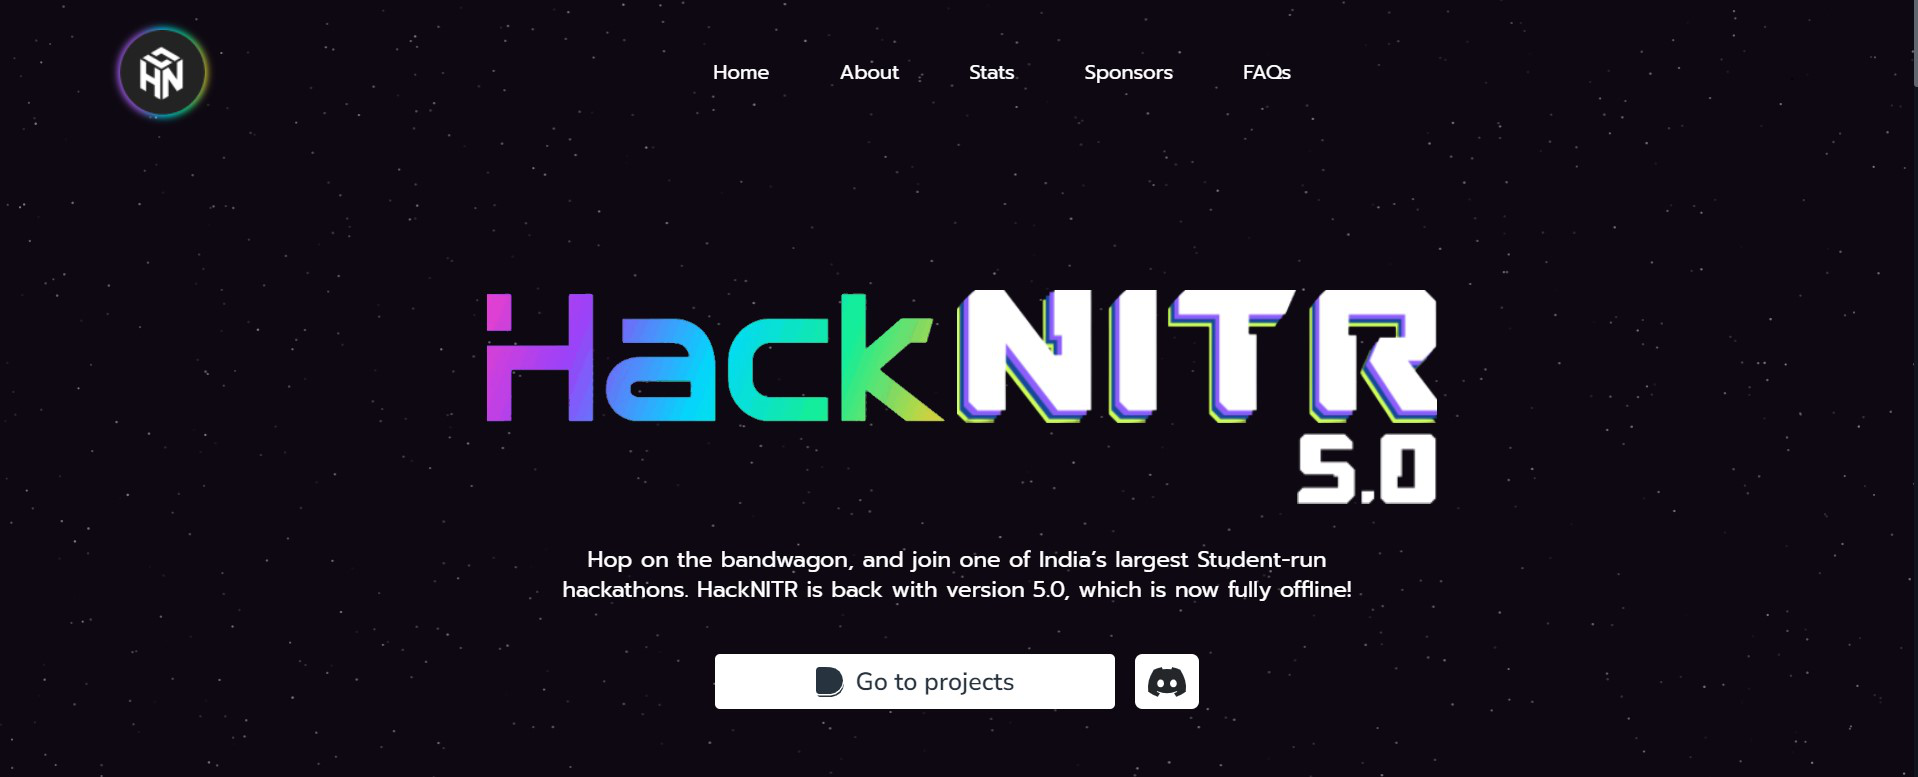 HN
Home About Stats Sponsors FAQs
HackNITR
5.0
Hop on the bandwagon, and join one of India's largest Student-run
hackathons. HackNITR is back with version 5.0, which is now fully offline!
Go to projects